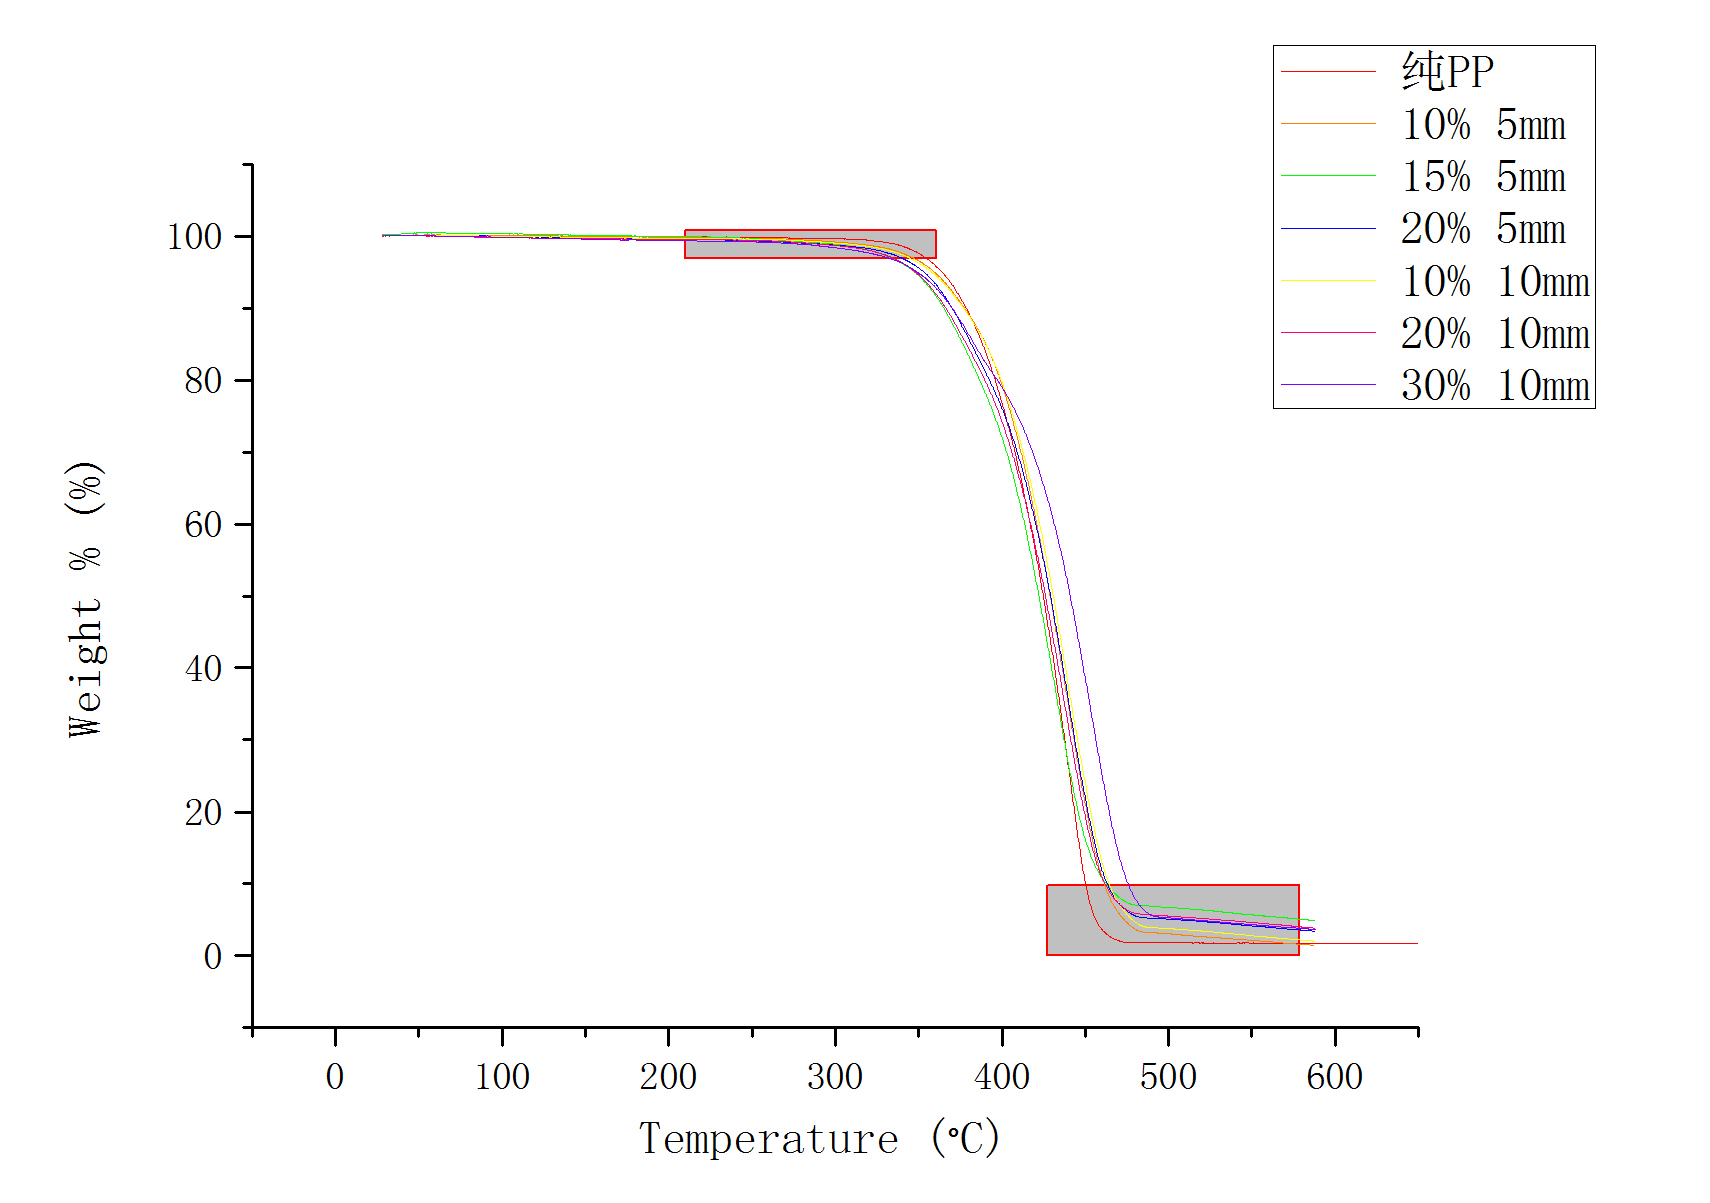 纯PP
10% 5mm
15% 5mm
20% 5mm
10% 10mm
20% 10mm
30% 10mm
100
80
60
40
20
0
Weight % (%)
0 100 200 300 400 500 600
Temperature (°C)